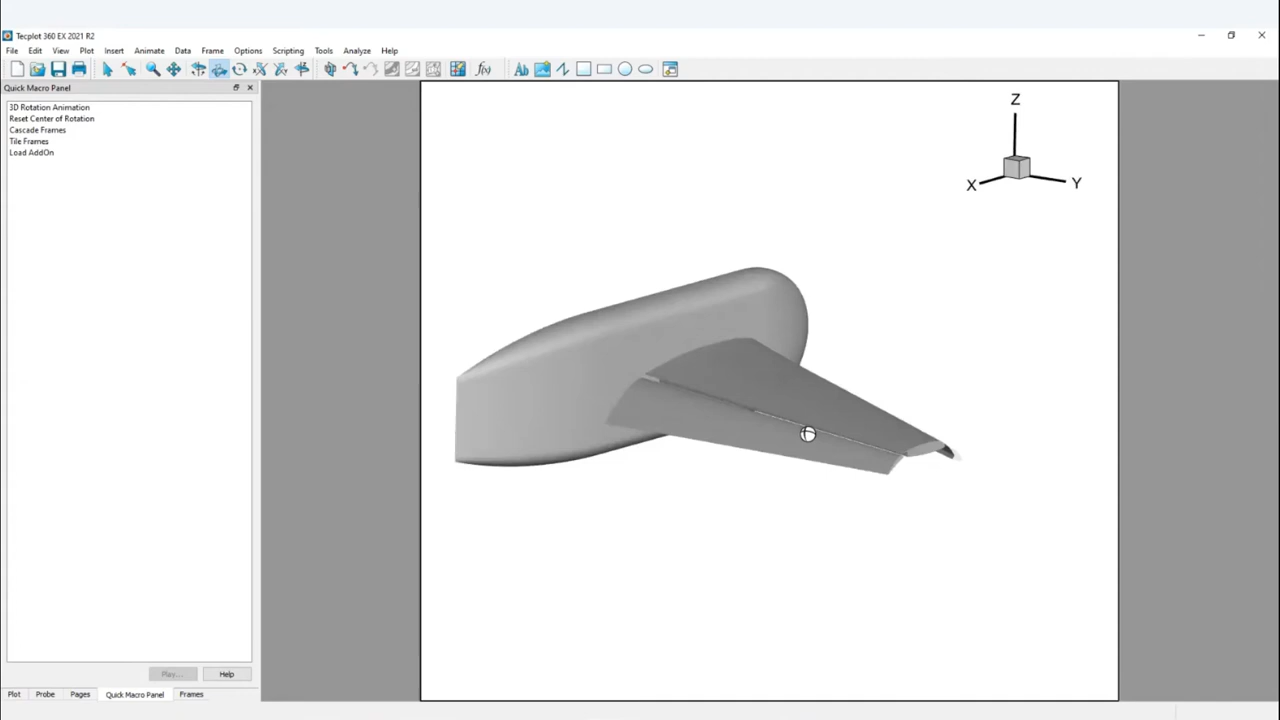 Tecplot 360 EX 2021 R2
File Edit View Plot Insert Animate Data Frame Options Scripting Tools Analyze Help
f(x) Ab
Quick Macro Panel
3D Rotation Animation
Reset Center of Rotation
Cascade Frames
Tile Frames
Load AddOn
Z
X
Y
Play... Help
Plot Probe Pages Quick Macro Panel Frames